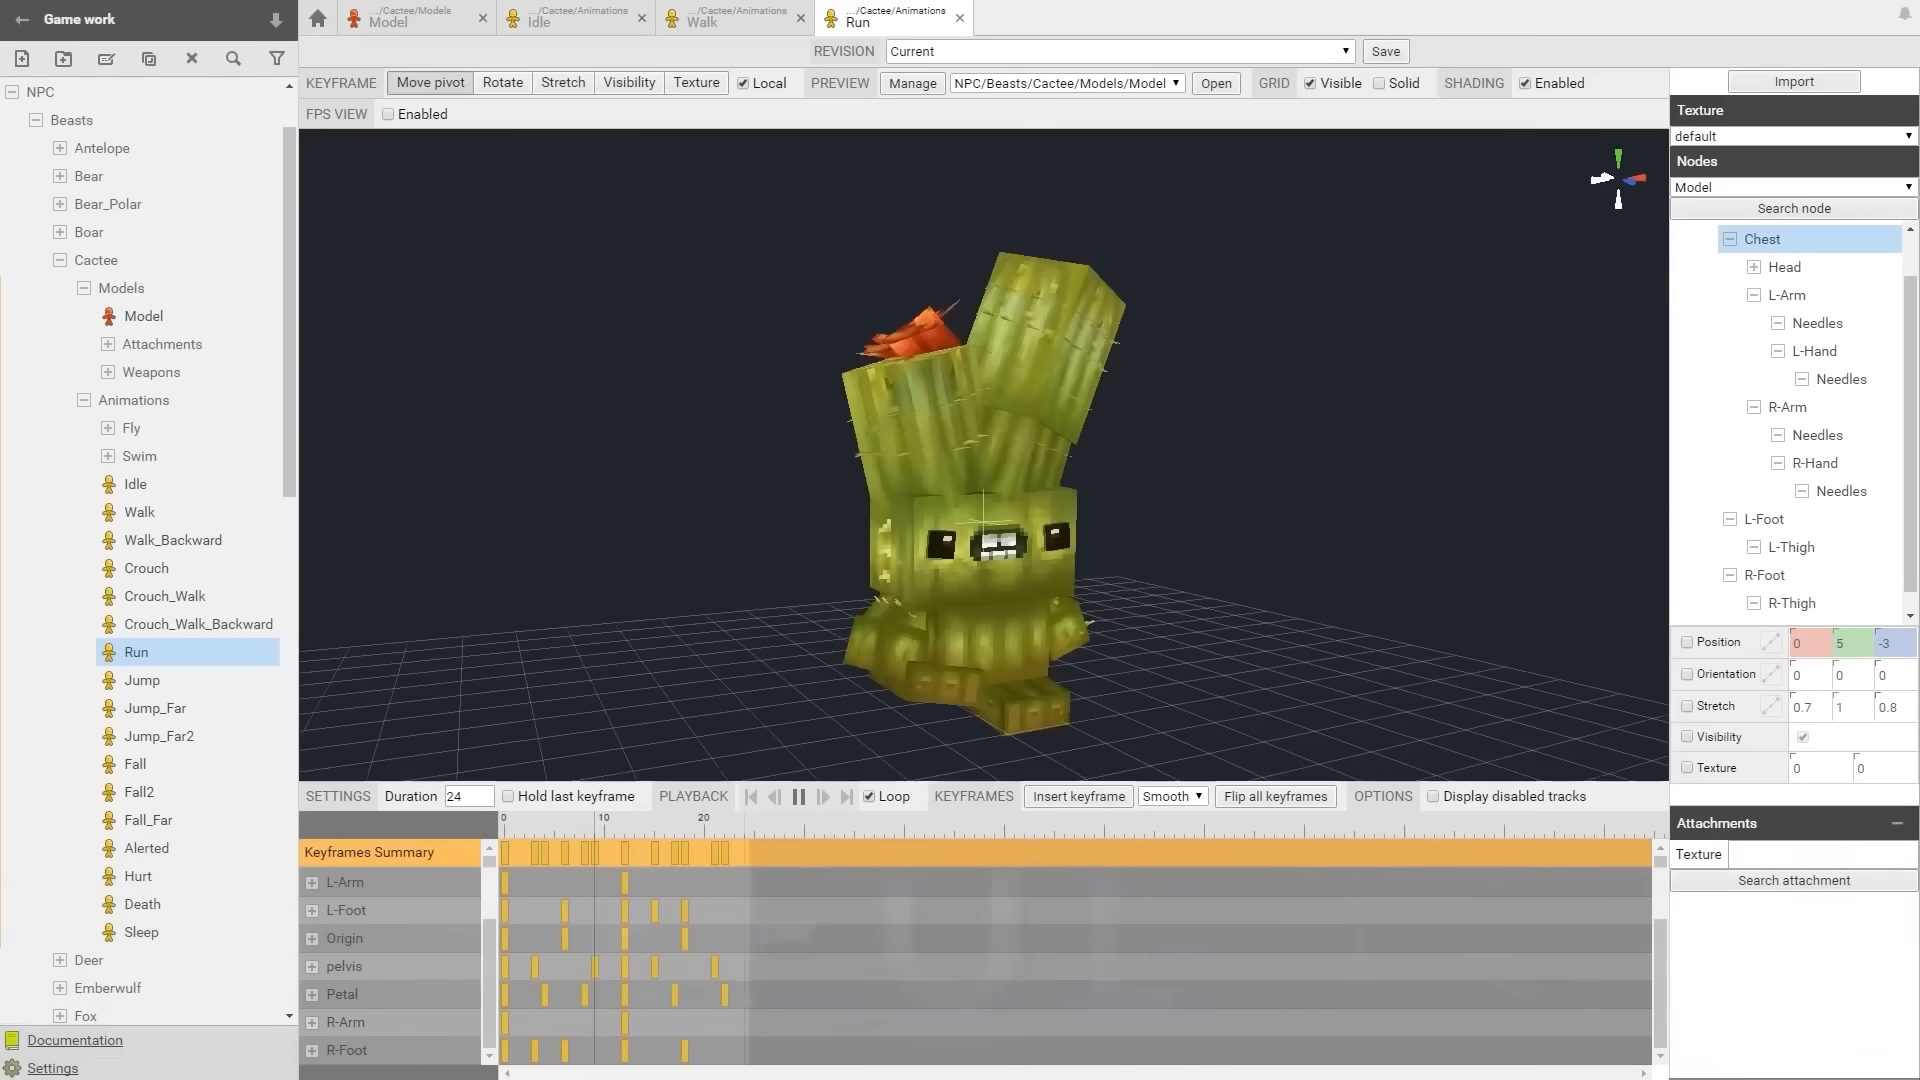 Game work
.../Cactee/Models
Model
.../Cactee/Animations
Idle
.../Cactee/Animations
Walk
.../Cactee/Animations
Run
REVISION Current Save
KEYFRAME Move pivot Rotate Stretch Visibility Texture Local PREVIEW Manage NPC/Beasts/Cactee/Models/Model Open GRID Visible Solid SHADING Enabled
FPS VIEW Enabled
NPC
Beasts
Antelope
Bear
Bear_Polar
Boar
Cactee
Models
Model
Attachments
Weapons
Animations
Fly
Swim
Idle
Walk
Walk_Backward
Crouch
Crouch_Walk
Crouch_Walk_Backward
Run
Jump
Jump_Far
Jump_Far2
Fall
Fall2
Fall_Far
Alerted
Hurt
Death
Sleep
Deer
Emberwulf
Fox
Documentation
Settings
Import
Texture
default
Nodes
Model
Search node
Chest
Head
L-Arm
Needles
L-Hand
Needles
R-Arm
Needles
R-Hand
Needles
L-Foot
L-Thigh
R-Foot
R-Thigh
Position 0 5 -3
Orientation 0 0 0
Stretch 0.7 1 0.8
Visibility
Texture 0 0
Attachments
Texture
Search attachment
SETTINGS Duration 24 Hold last keyframe PLAYBACK Loop KEYFRAMES Insert keyframe Smooth Flip all keyframes OPTIONS Display disabled tracks
0 10 20
Keyframes Summary
L-Arm
L-Foot
Origin
pelvis
Petal
R-Arm
R-Foot